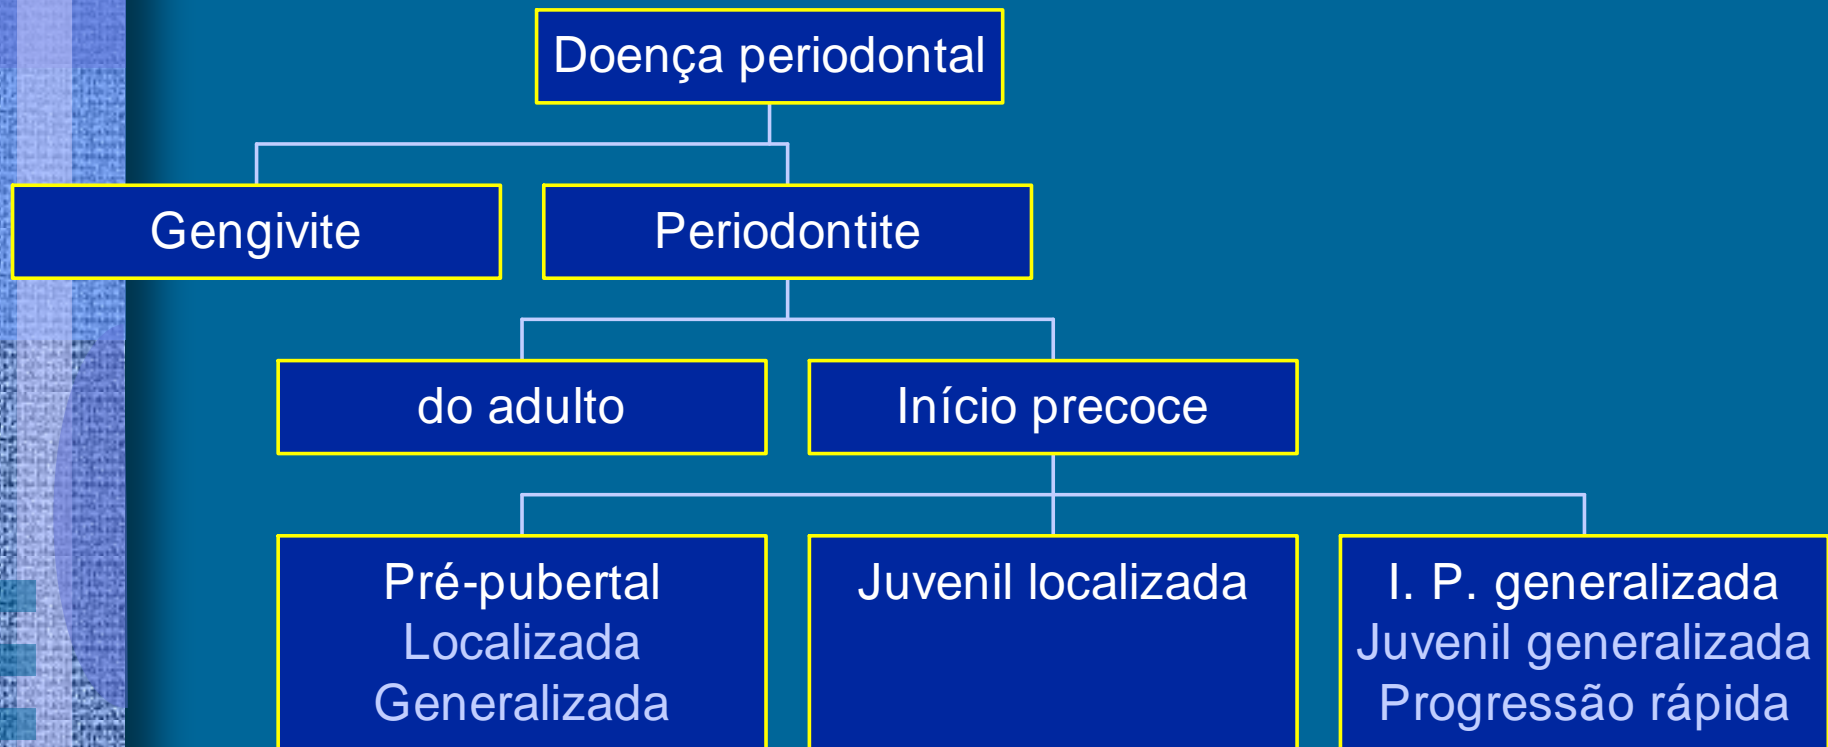 Doença periodontal
Gengivite
Periodontite
do adulto
Início precoce
Pré-pubertal
Localizada
Generalizada
Juvenil localizada
I. P. generalizada
Juvenil generalizada
Progressão rápida